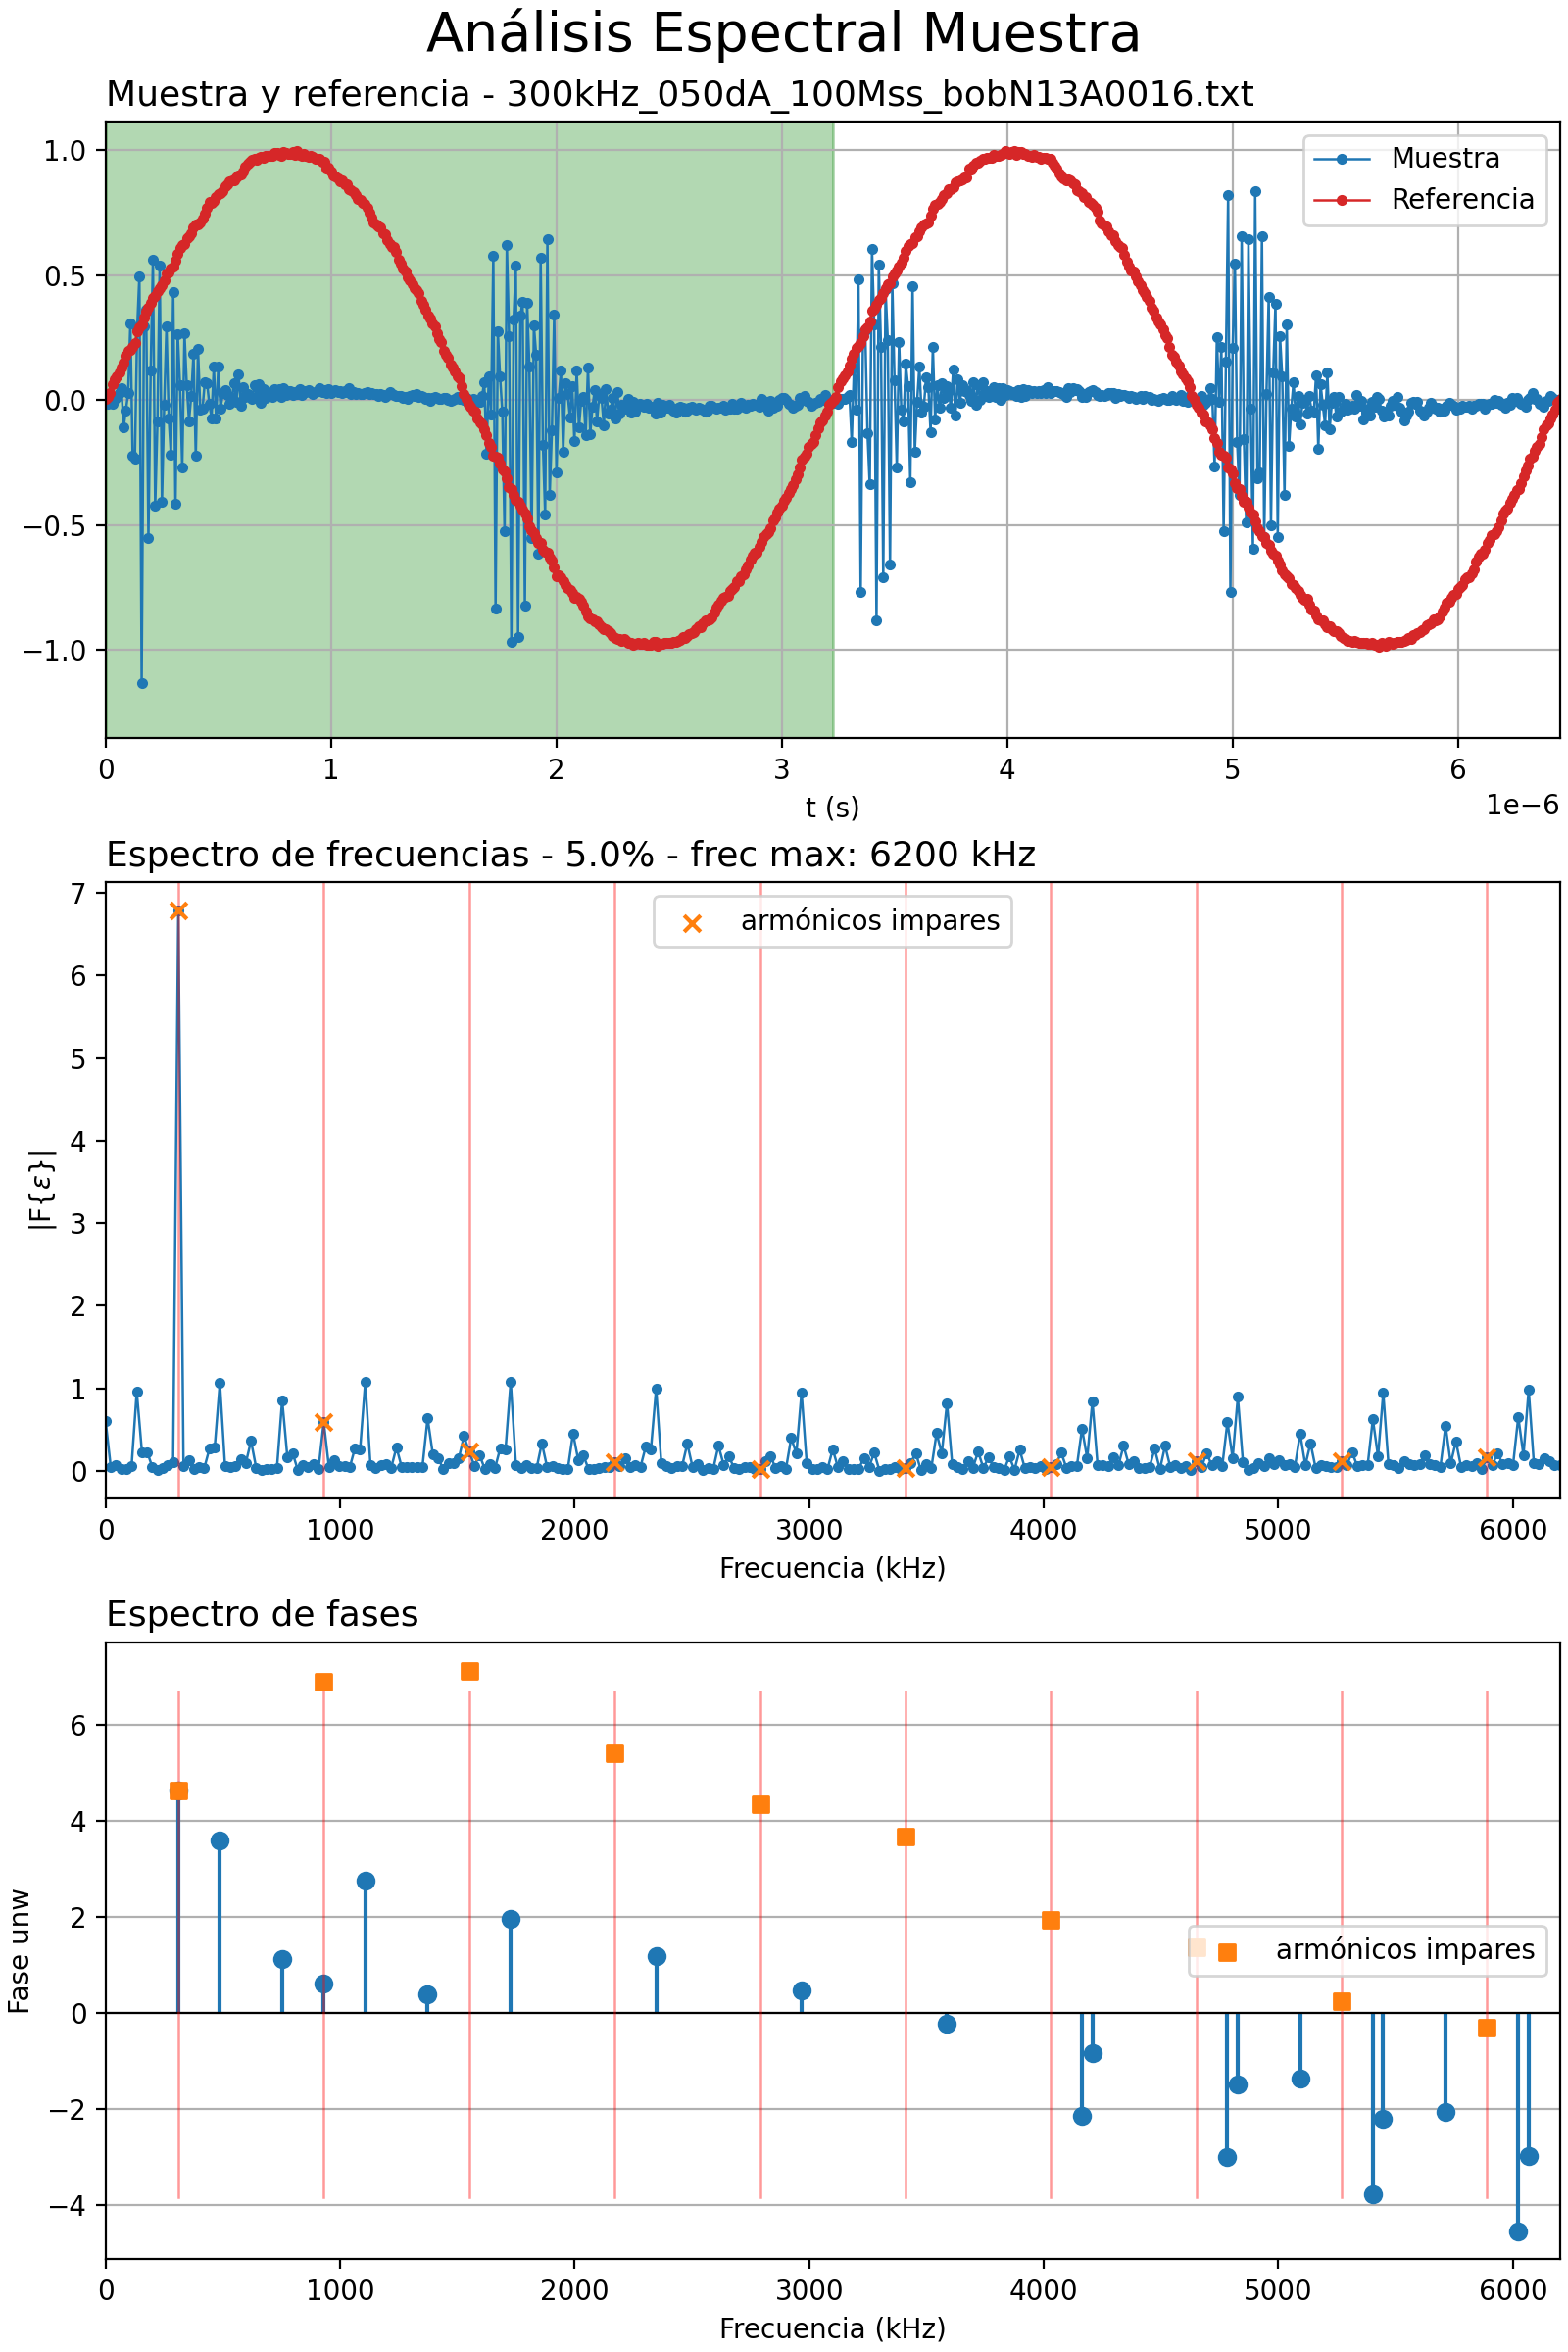 Análisis Espectral Muestra
Muestra y referencia - 300kHz_050dA_100Mss_bobN13A0016.txt
1.0
0.5
0.0
−0.5
−1.0
Muestra
Referencia
0 1 2 3 4 5 6
t (s)
1e−6
Espectro de frecuencias - 5.0% - frec max: 6200 kHz
7
6
5
4
3
2
1
0
|F{ε}|
armónicos impares
0 1000 2000 3000 4000 5000 6000
Frecuencia (kHz)
Espectro de fases
6
4
2
0
−2
−4
Fase unw
armónicos impares
0 1000 2000 3000 4000 5000 6000
Frecuencia (kHz)